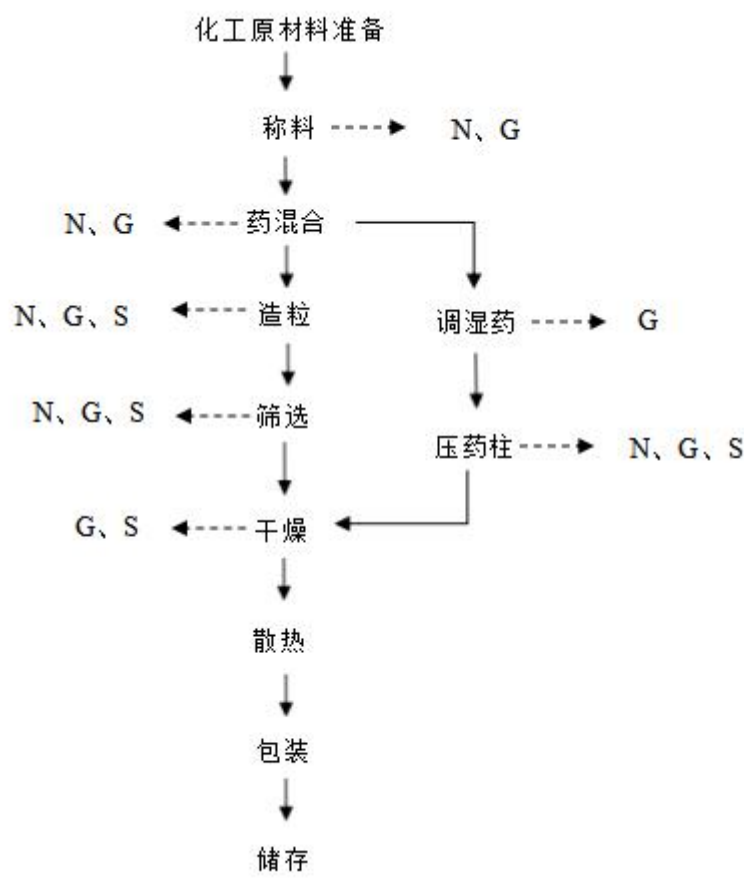 化工原材料准备
称料
N、G
N、G
药混合
N、G、S
造粒
调湿药
G
N、G、S
筛选
压药柱
N、G、S
G、S
干燥
散热
包装
储存